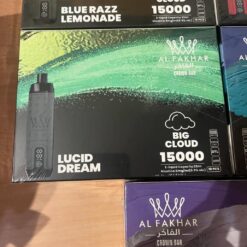 BLUE RAZZ
LEMONADE
CLOUD
15000
AL FAKHAR
الفاخر
CROWN BAR
BIG
CLOUD
15000
LUCID
DREAM
AL FAKHAR
الفاخر
CROWN BAR